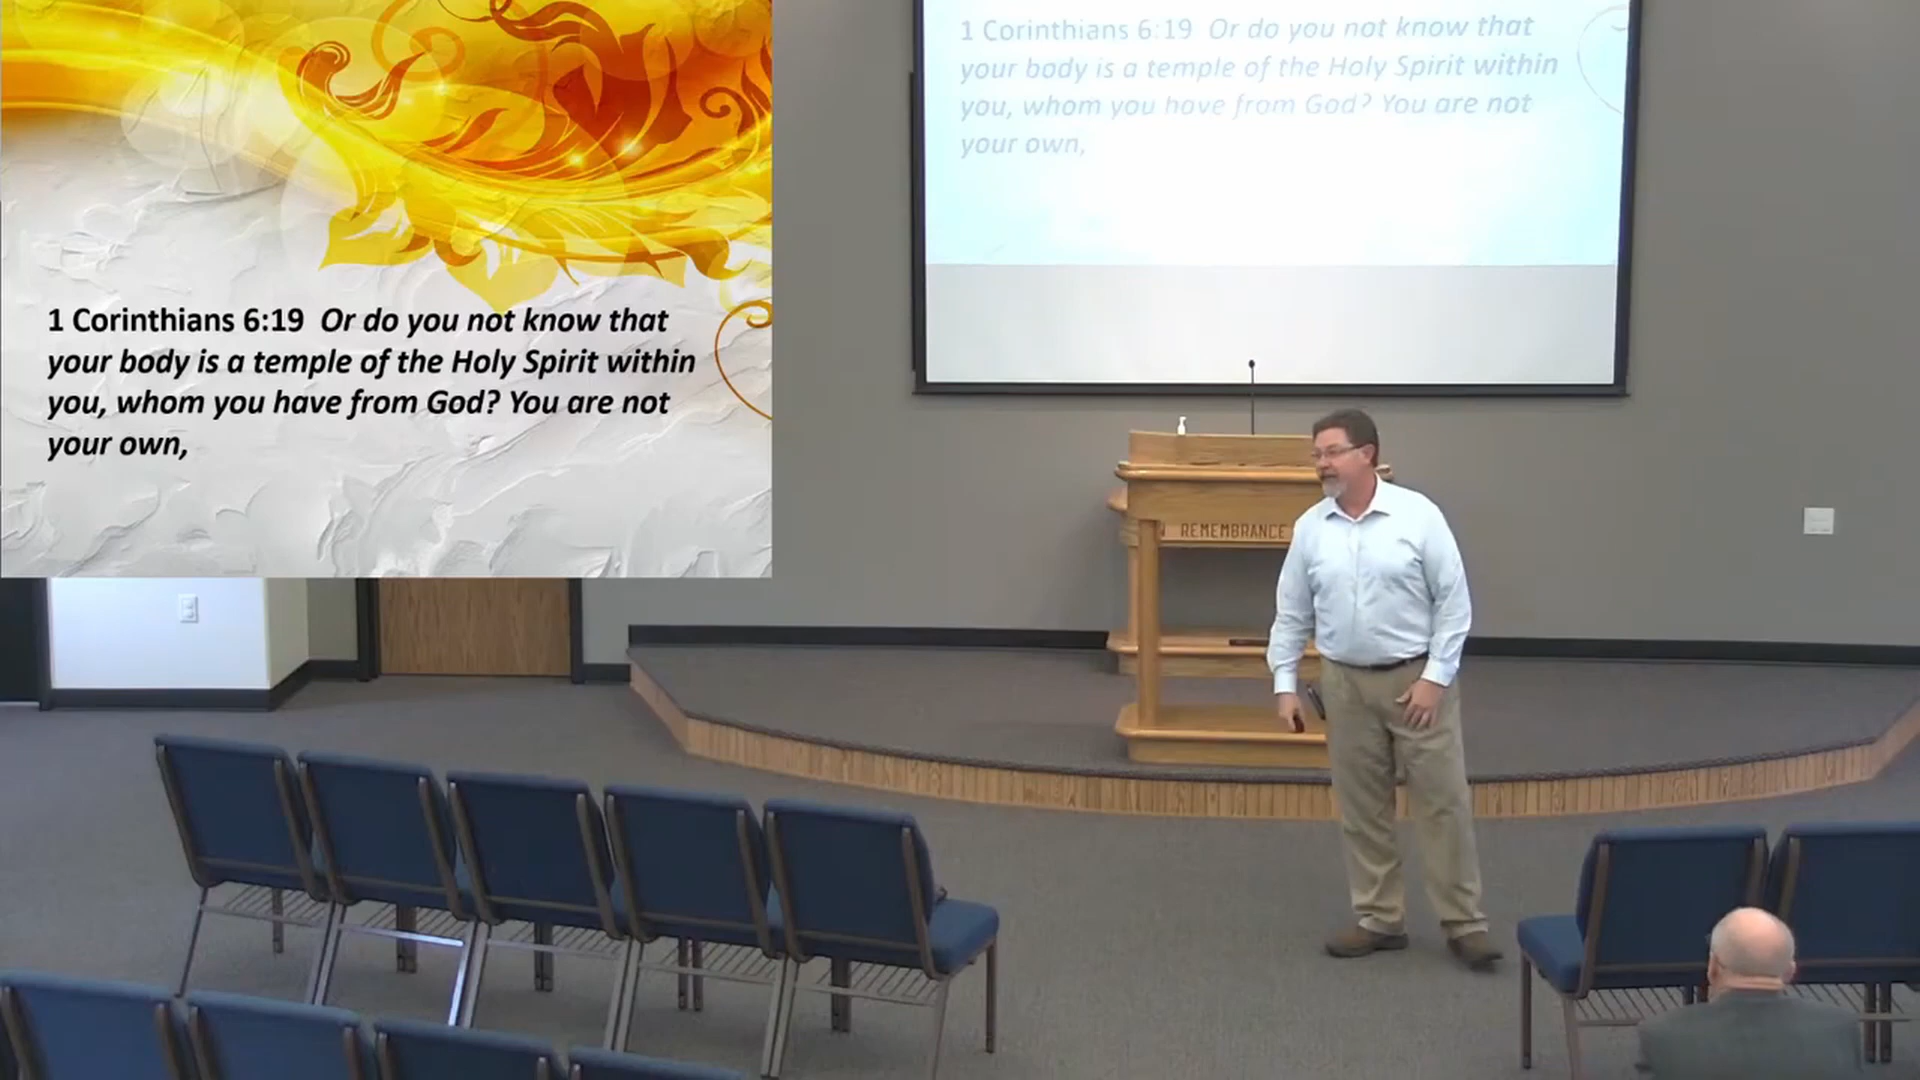 1 Corinthians 6:19 Or do you not know that
your body is a temple of the Holy Spirit within
you, whom you have from God? You are not
your own,
1 Corinthians 6:19 Or do you not know that
your body is a temple of the Holy Spirit within
you, whom you have from God? You are not
your own,
REMEMBRANCE